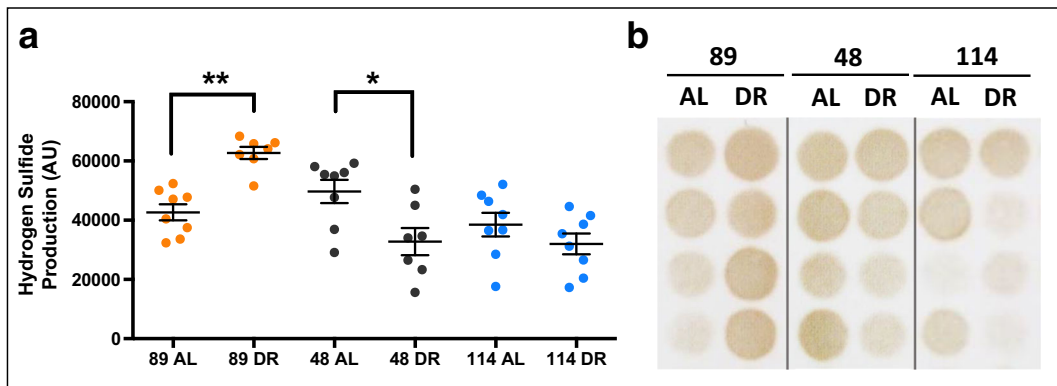 a
Hydrogen Sulfide
Production (AU)
80000
60000
40000
20000
0
**
*
89 AL
89 DR
48 AL
48 DR
114 AL
114 DR
b
89
48
114
AL
DR
AL
DR
AL
DR